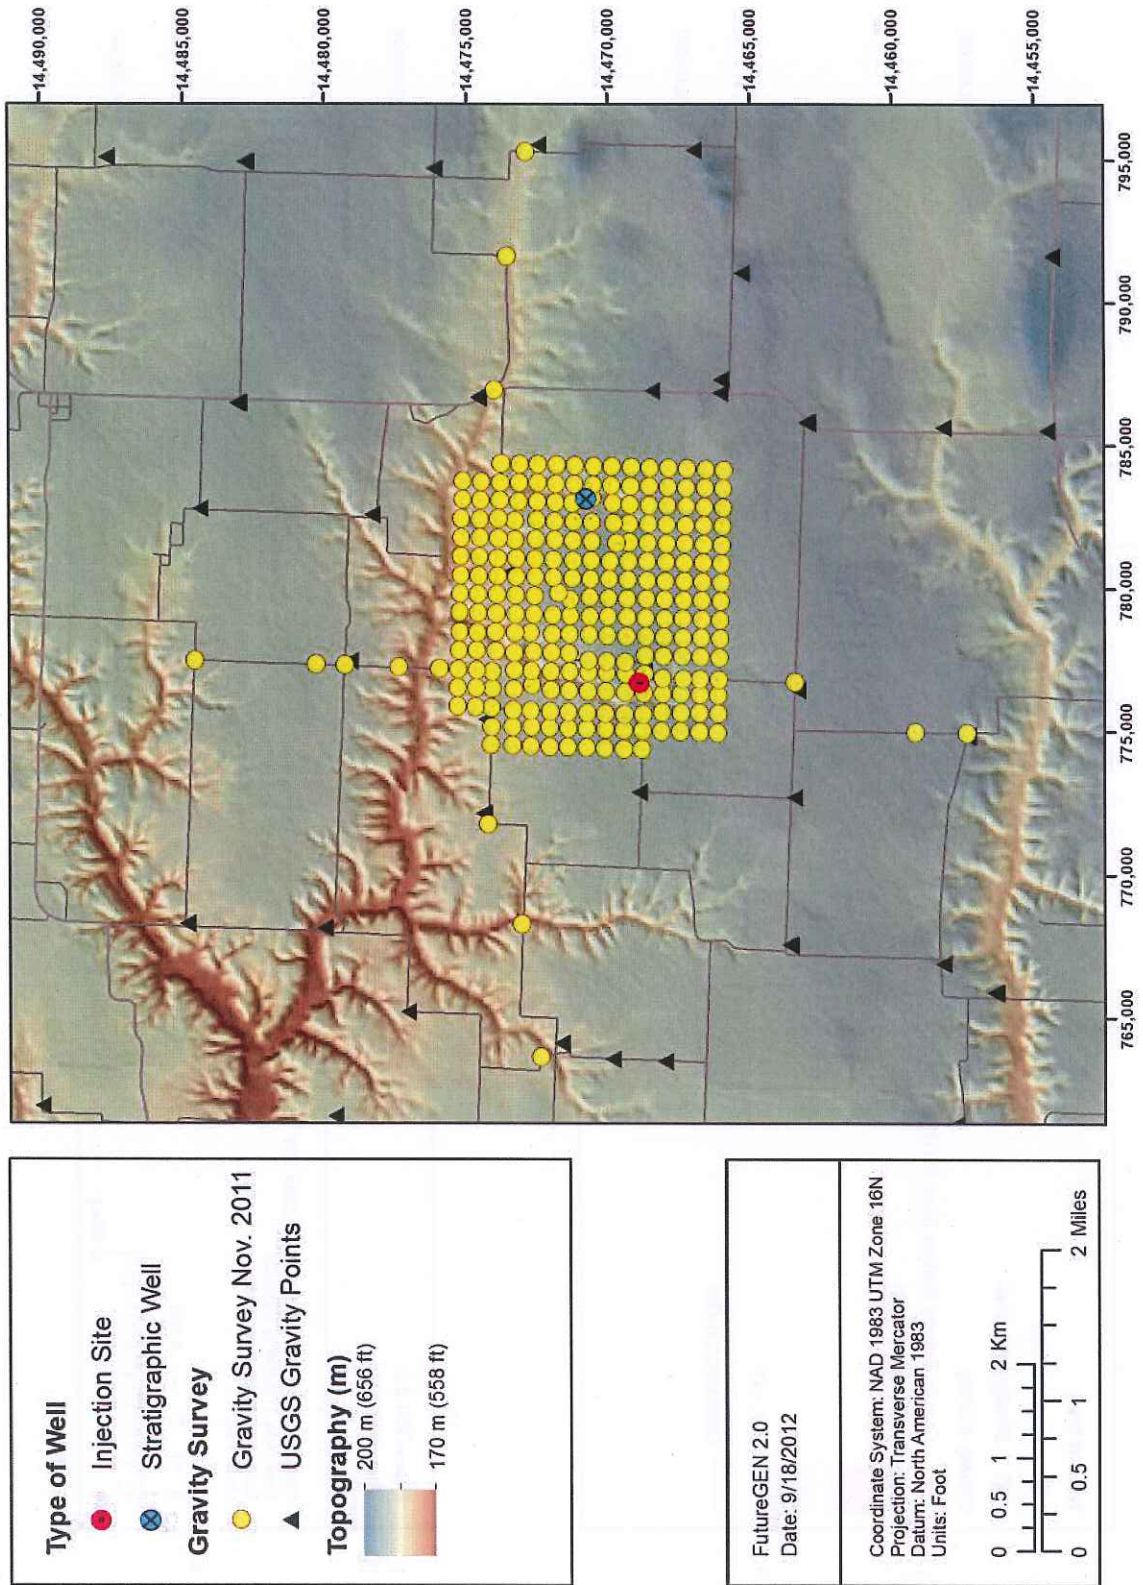 14,490,000
14,485,000
14,480,000
14,475,000
14,470,000
14,465,000
14,460,000
14,455,000
765,000
770,000
775,000
780,000
785,000
790,000
795,000
Type of Well
Injection Site
Stratigraphic Well
Gravity Survey
Gravity Survey Nov. 2011
USGS Gravity Points
Topography (m)
200 m (656 ft)
170 m (558 ft)
FutureGEN 2.0
Date: 9/18/2012
Coordinate System: NAD 1983 UTM Zone 16N
Projection: Transverse Mercator
Datum: North American 1983
Units: Foot
0 0.5 1 2 Km
0 0.5 1 2 Miles